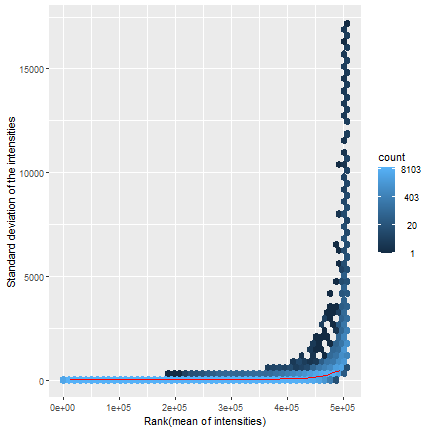 Standard deviation of the intensities
15000
10000
5000
0
0e+00 1e+05 2e+05 3e+05 4e+05 5e+05
Rank(mean of intensities)
count
8103
403
20
1